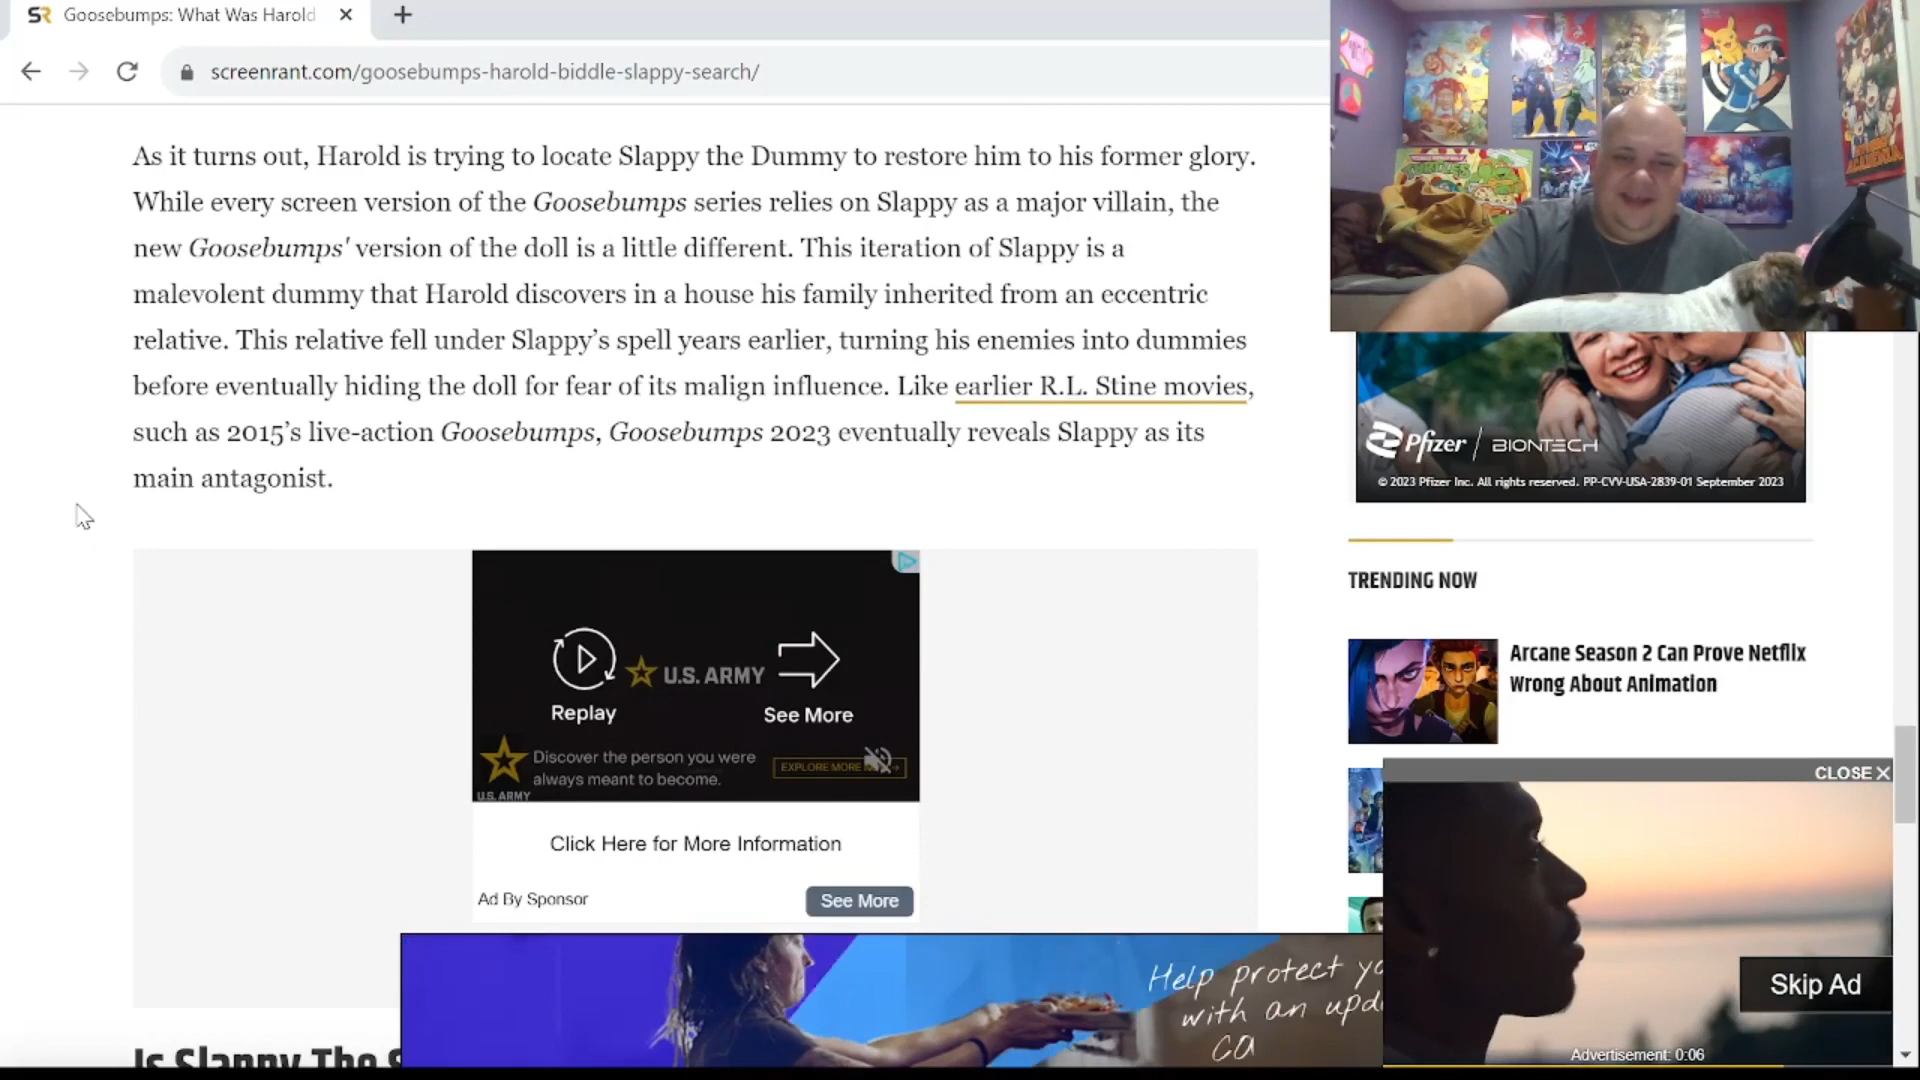 SR Goosebumps: What Was Harold
screenrant.com/goosebumps-harold-biddle-slappy-search/
As it turns out, Harold is trying to locate Slappy the Dummy to restore him to his former glory.
While every screen version of the Goosebumps series relies on Slappy as a major villain, the
new Goosebumps' version of the doll is a little different. This iteration of Slappy is a
malevolent dummy that Harold discovers in a house his family inherited from an eccentric
relative. This relative fell under Slappy's spell years earlier, turning his enemies into dummies
before eventually hiding the doll for fear of its malign influence. Like earlier R.L. Stine movies,
such as 2015's live-action Goosebumps, Goosebumps 2023 eventually reveals Slappy as its
main antagonist.
U.S. ARMY
Replay
See More
Discover the person you were
always meant to become.
EXPLORE MORE
U.S. ARMY
Click Here for More Information
Ad By Sponsor
See More
Is Slappy The
Help protect
with an
Pfizer / BIONTECH
© 2023 Pfizer Inc. All rights reserved. PP-CVV-USA-2839-01 September 2023
TRENDING NOW
Arcane Season 2 Can Prove Netflix
Wrong About Animation
CLOSE X
Skip Ad
Advertisement: 0:06